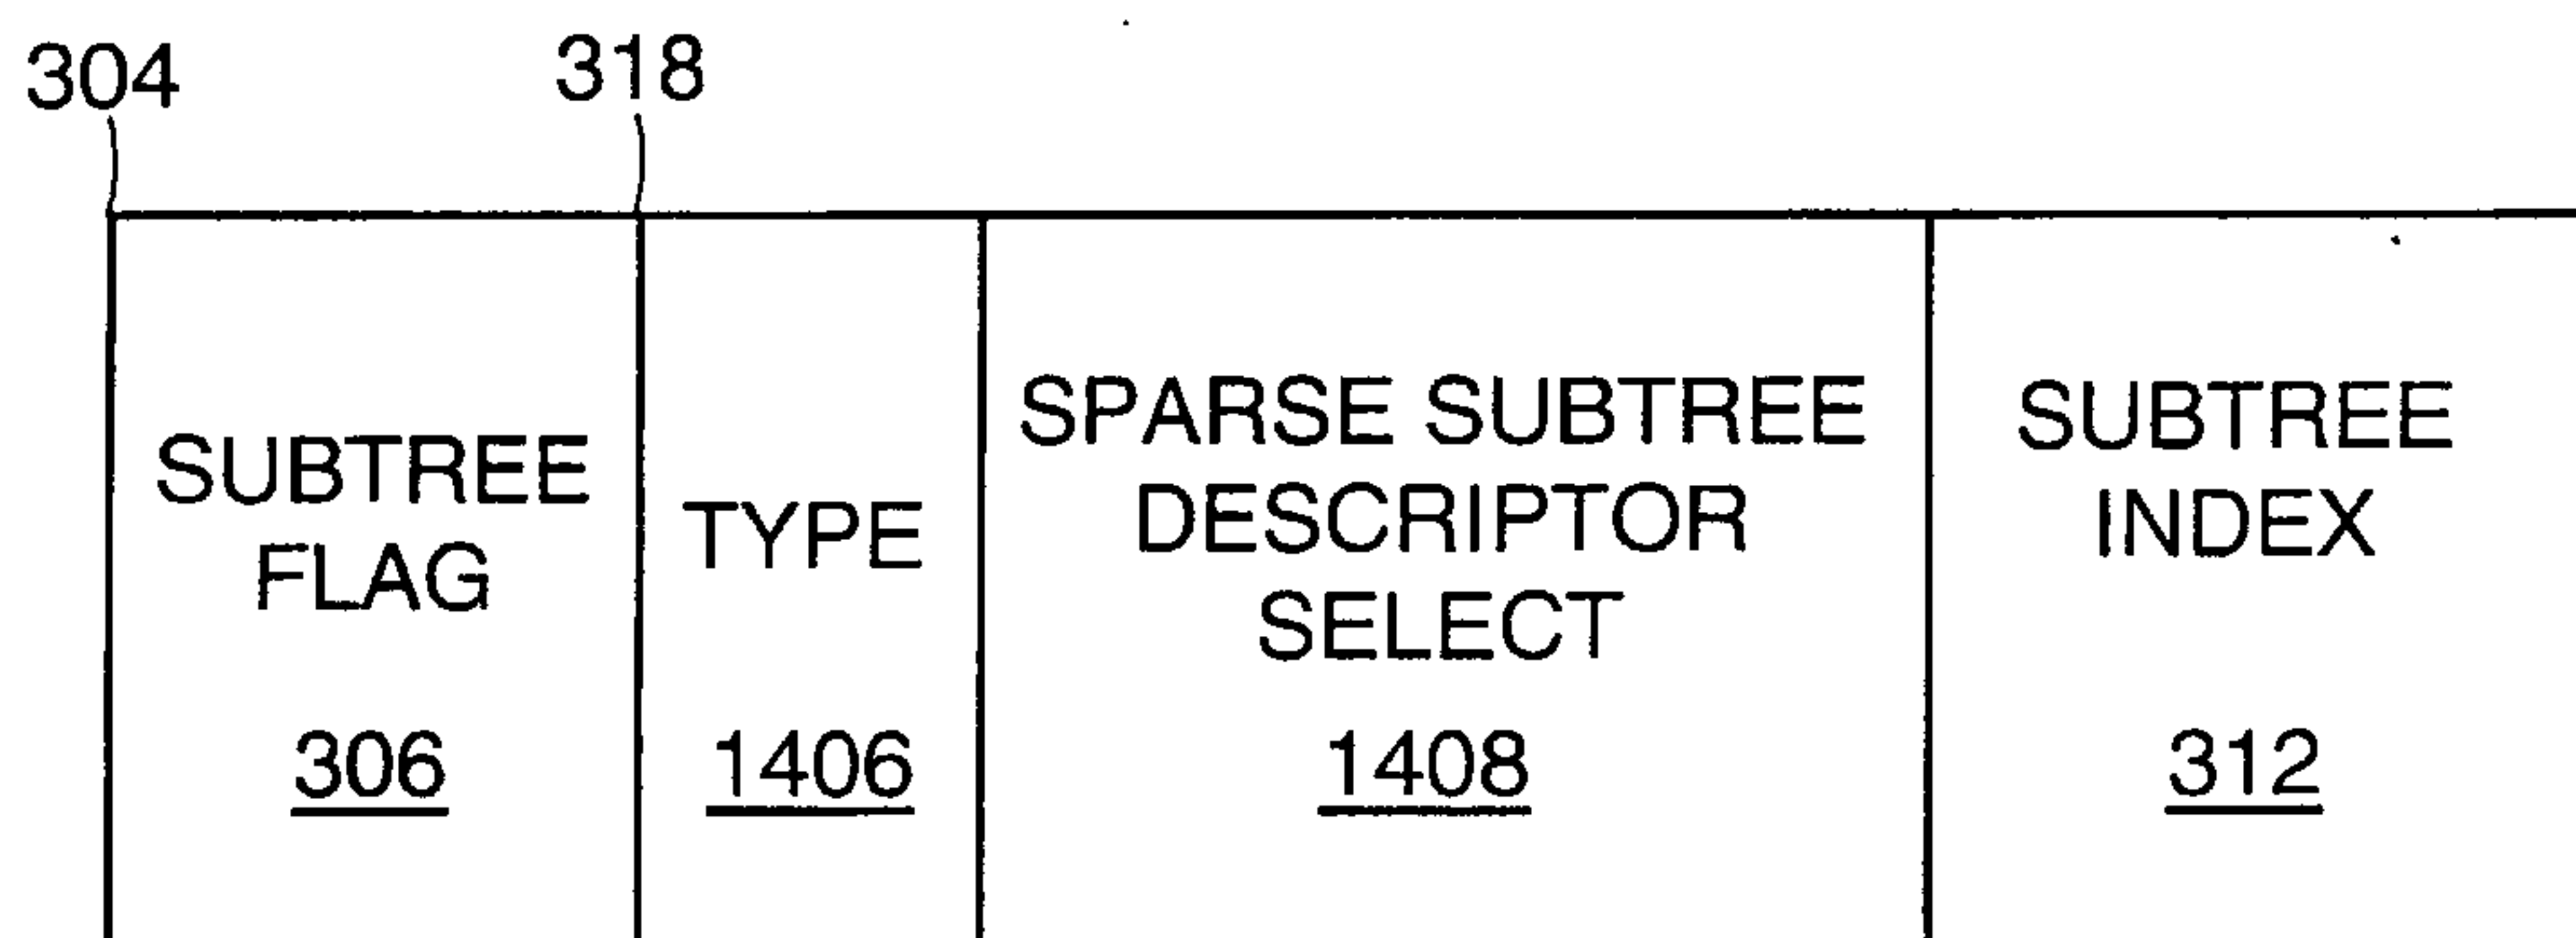 304
318
SUBTREE
FLAG
306
TYPE
1406
SPARSE SUBTREE
DESCRIPTOR
SELECT
1408
SUBTREE
INDEX
312